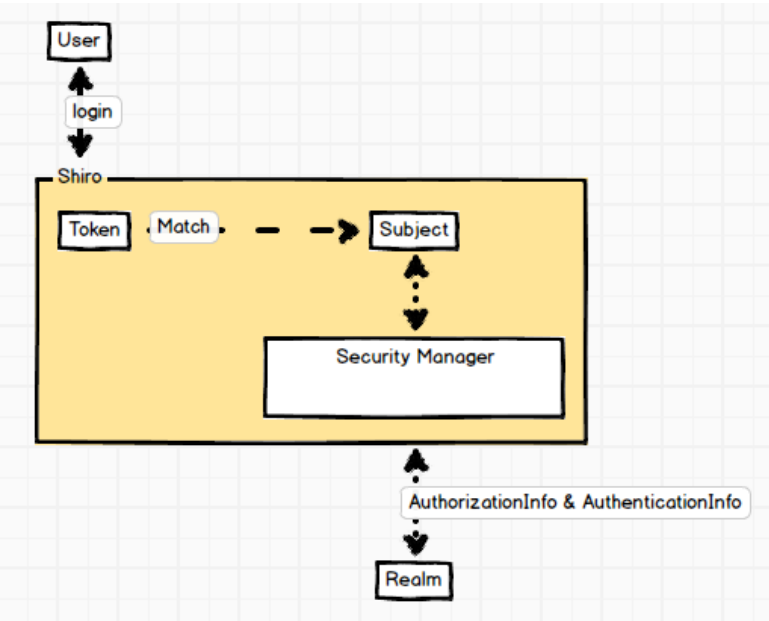 User
login
Shiro
Token
Match
Subject
Security Manager
AuthorizationInfo & AuthenticationInfo
Realm